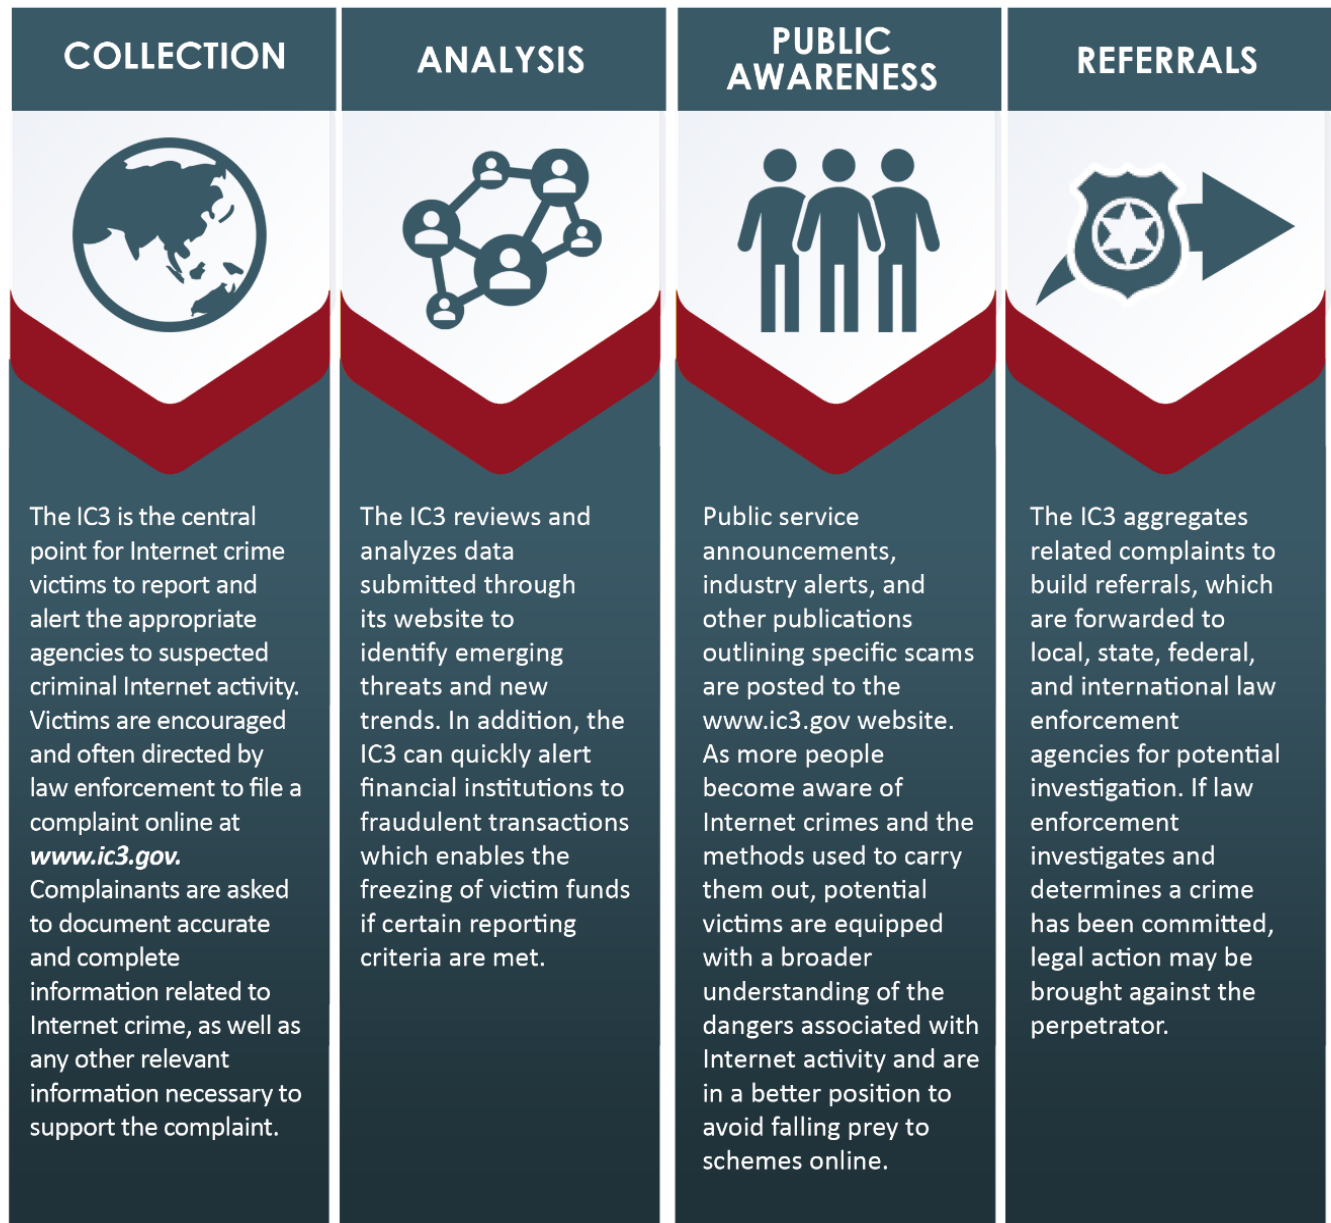 COLLECTION
The IC3 is the central
point for Internet crime
victims to report and
alert the appropriate
agencies to suspected
criminal Internet activity.
Victims are encouraged
and often directed by
law enforcement to file a
complaint online at
www.ic3.gov.
Complainants are asked
to document accurate
and complete
information related to
Internet crime, as well as
any other relevant
information necessary to
support the complaint.
ANALYSIS
The IC3 reviews and
analyzes data
submitted through
its website to
identify emerging
threats and new
trends. In addition, the
IC3 can quickly alert
financial institutions to
fraudulent transactions
which enables the
freezing of victim funds
if certain reporting
criteria are met.
PUBLIC
AWARENESS
Public service
announcements,
industry alerts, and
other publications
outlining specific scams
are posted to the
www.ic3.gov website.
As more people
become aware of
Internet crimes and the
methods used to carry
them out, potential
victims are equipped
with a broader
understanding of the
dangers associated with
Internet activity and are
in a better position to
avoid falling prey to
schemes online.
REFERRALS
The IC3 aggregates
related complaints to
build referrals, which
are forwarded to
local, state, federal,
and international law
enforcement
agencies for potential
investigation. If law
enforcement
investigates and
determines a crime
has been committed,
legal action may be
brought against the
perpetrator.